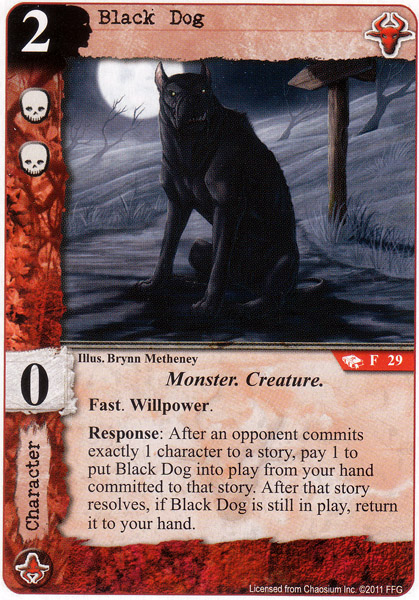 2
Black Dog
Illus. Brynn Metheney
F 29
0
Monster. Creature.
Fast. Willpower.
Response: After an opponent commits
exactly 1 character to a story, pay 1 to
put Black Dog into play from your hand
committed to that story. After that story
resolves, if Black Dog is still in play, return
it to your hand.
Character
Licensed from Chaosium Inc. ©2011 FFG